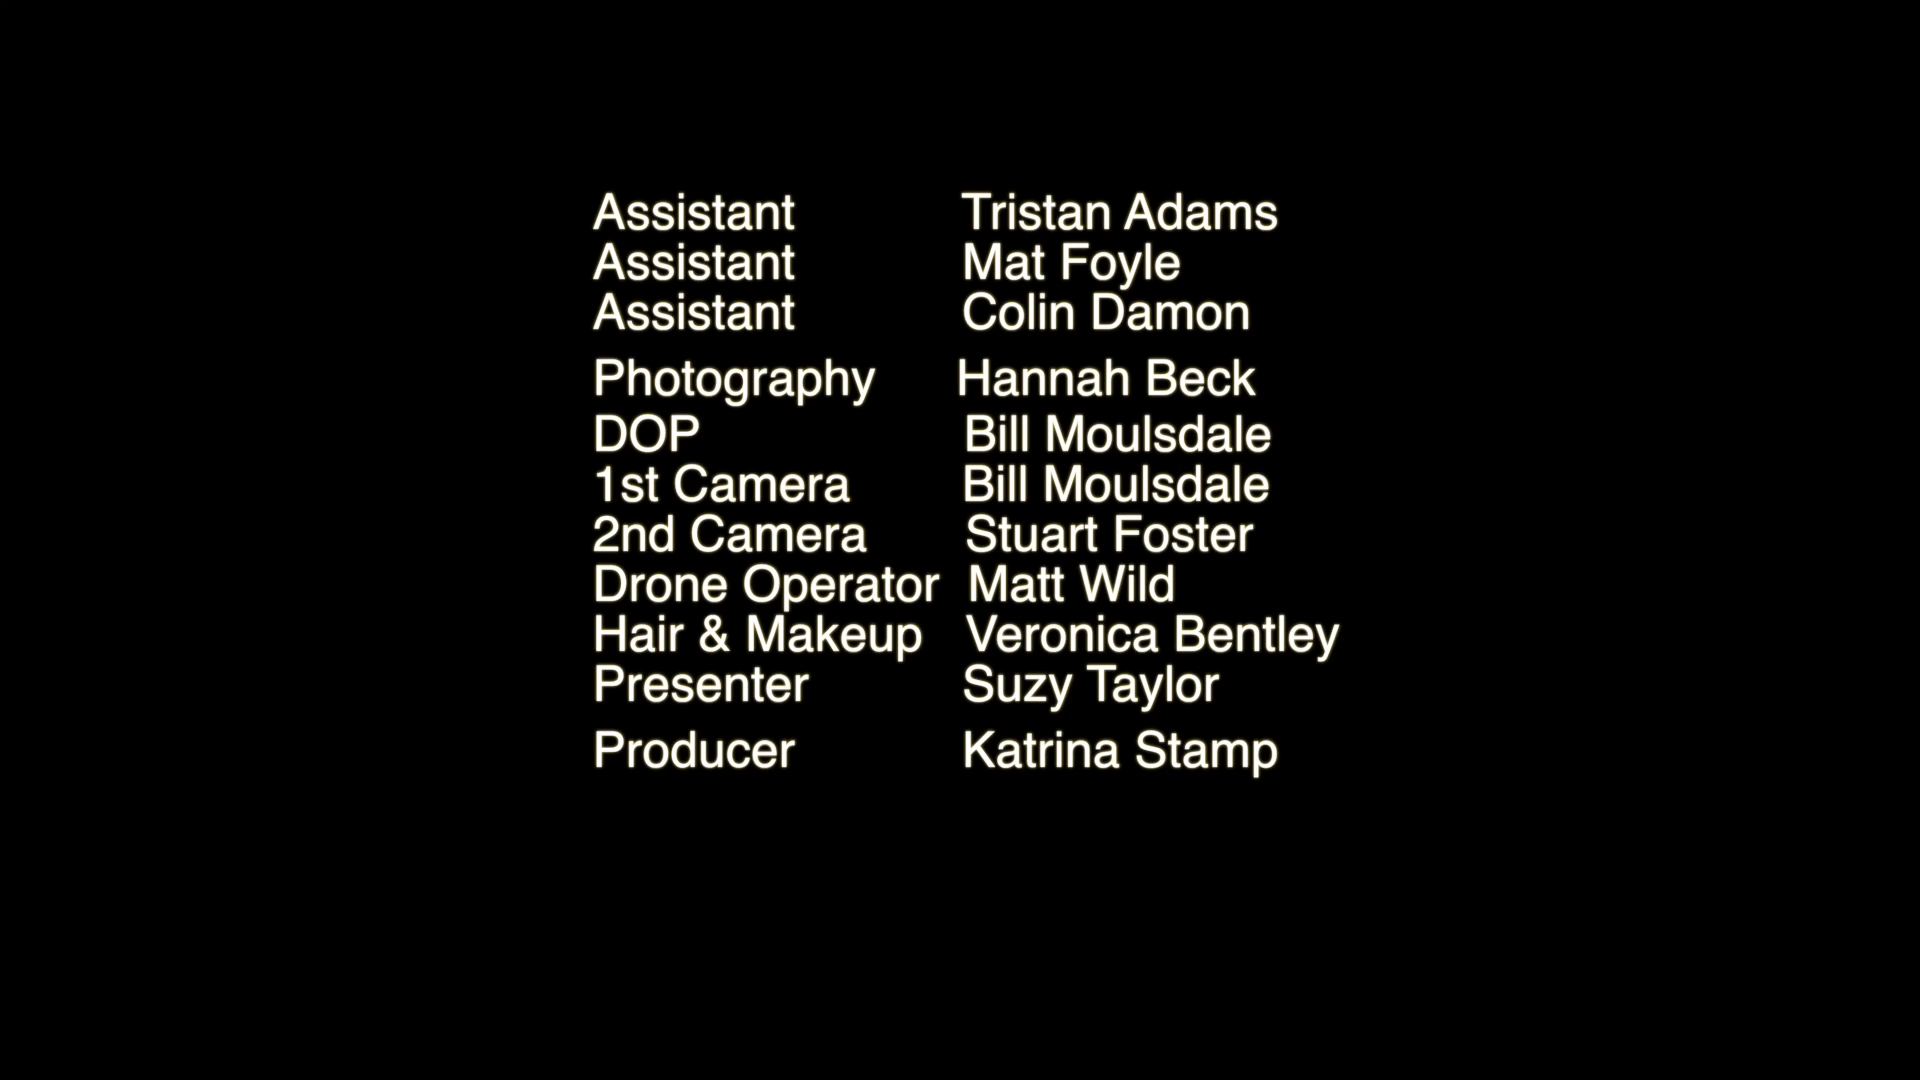 Assistant Tristan Adams
Assistant Mat Foyle
Assistant Colin Damon
Photography Hannah Beck
DOP Bill Moulsdale
1st Camera Bill Moulsdale
2nd Camera Stuart Foster
Drone Operator Matt Wild
Hair & Makeup Veronica Bentley
Presenter Suzy Taylor
Producer Katrina Stamp